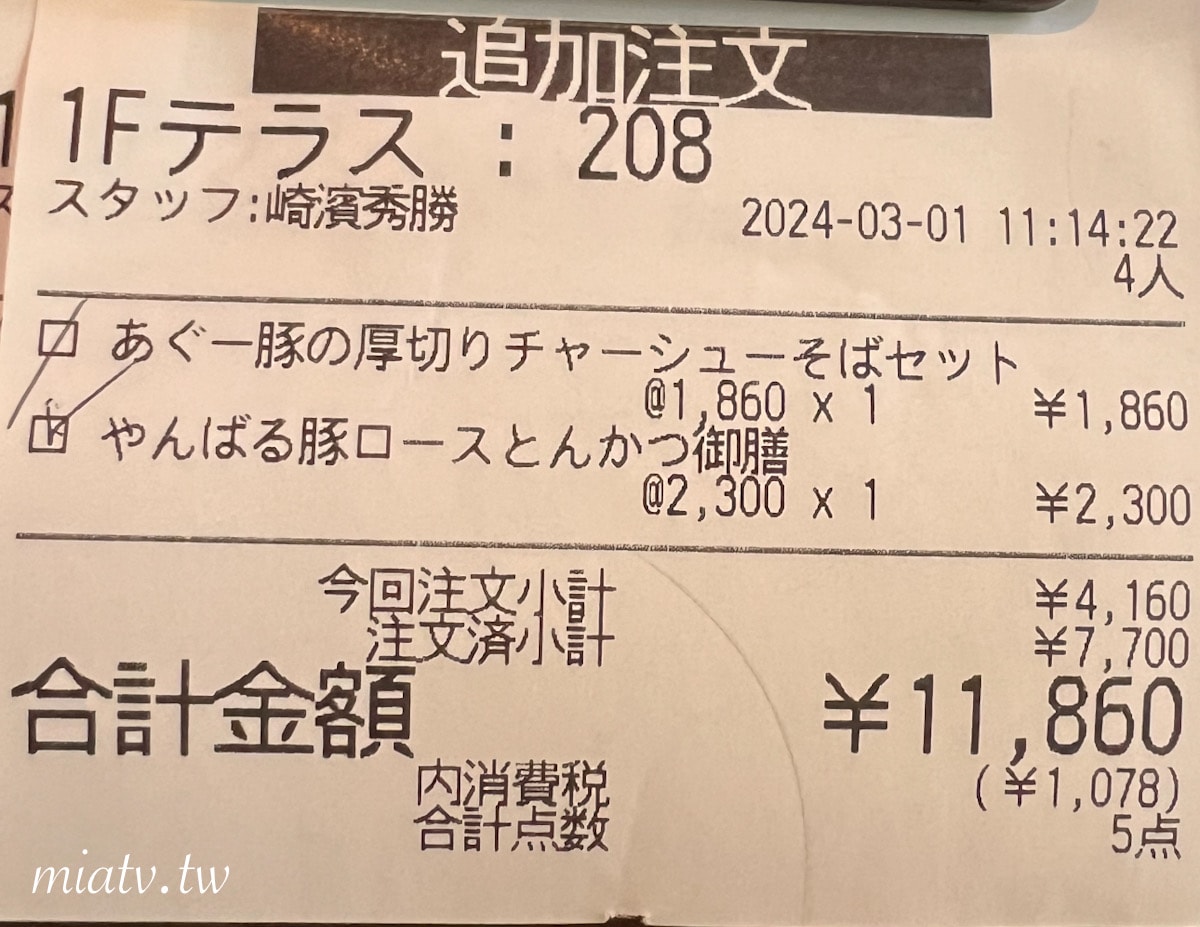 追加注文
1Fテラス : 208
スタッフ:崎濱秀勝
2024-03-01 11:14:22
4人
あぐー豚の厚切りチャーシューそばセット
@1,860 x 1 ¥1,860
やんばる豚ロースとんかつ御膳
@2,300 x 1 ¥2,300
今回注文小計 ¥4,160
注文済小計 ¥7,700
合計金額 ¥11,860
内消費税 (¥1,078)
合計点数 5点
miatv.tw